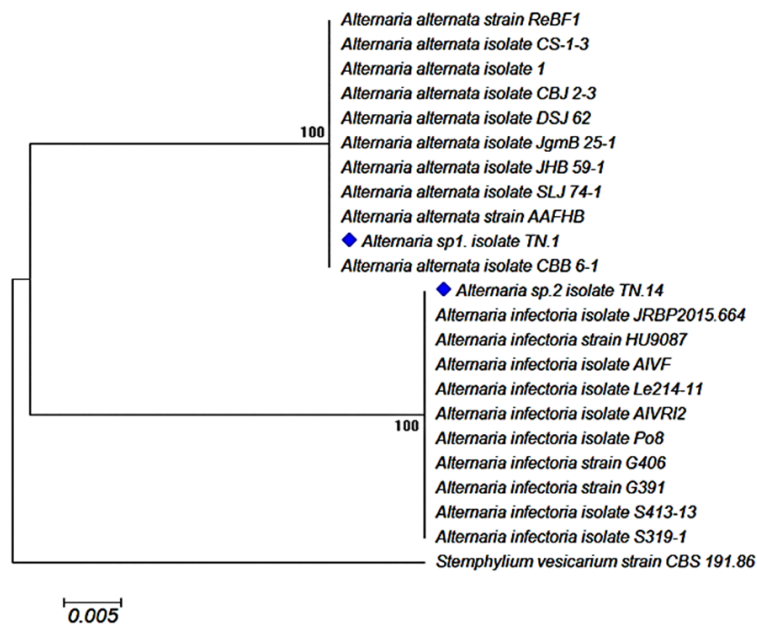 Alternaria alternata strain ReBF1
Alternaria alternata isolate CS-1-3
Alternaria alternata isolate 1
Alternaria alternata isolate CBJ 2-3
Alternaria alternata isolate DSJ 62
100
Alternaria alternata isolate JgmB 25-1
Alternaria alternata isolate JHB 59-1
Alternaria alternata isolate SLJ 74-1
Alternaria alternata strain AAFHB
Alternaria sp1. isolate TN.1
Alternaria alternata isolate CBB 6-1
Alternaria sp.2 isolate TN.14
Alternaria infectoria isolate JRBP2015.664
Alternaria infectoria strain HU9087
Alternaria infectoria isolate AIVF
Alternaria infectoria isolate Le214-11
Alternaria infectoria isolate AIVRI2
100
Alternaria infectoria isolate Po8
Alternaria infectoria strain G406
Alternaria infectoria strain G391
Alternaria infectoria isolate S413-13
Alternaria infectoria isolate S319-1
Stemphylium vesicarium strain CBS 191.86
0.005